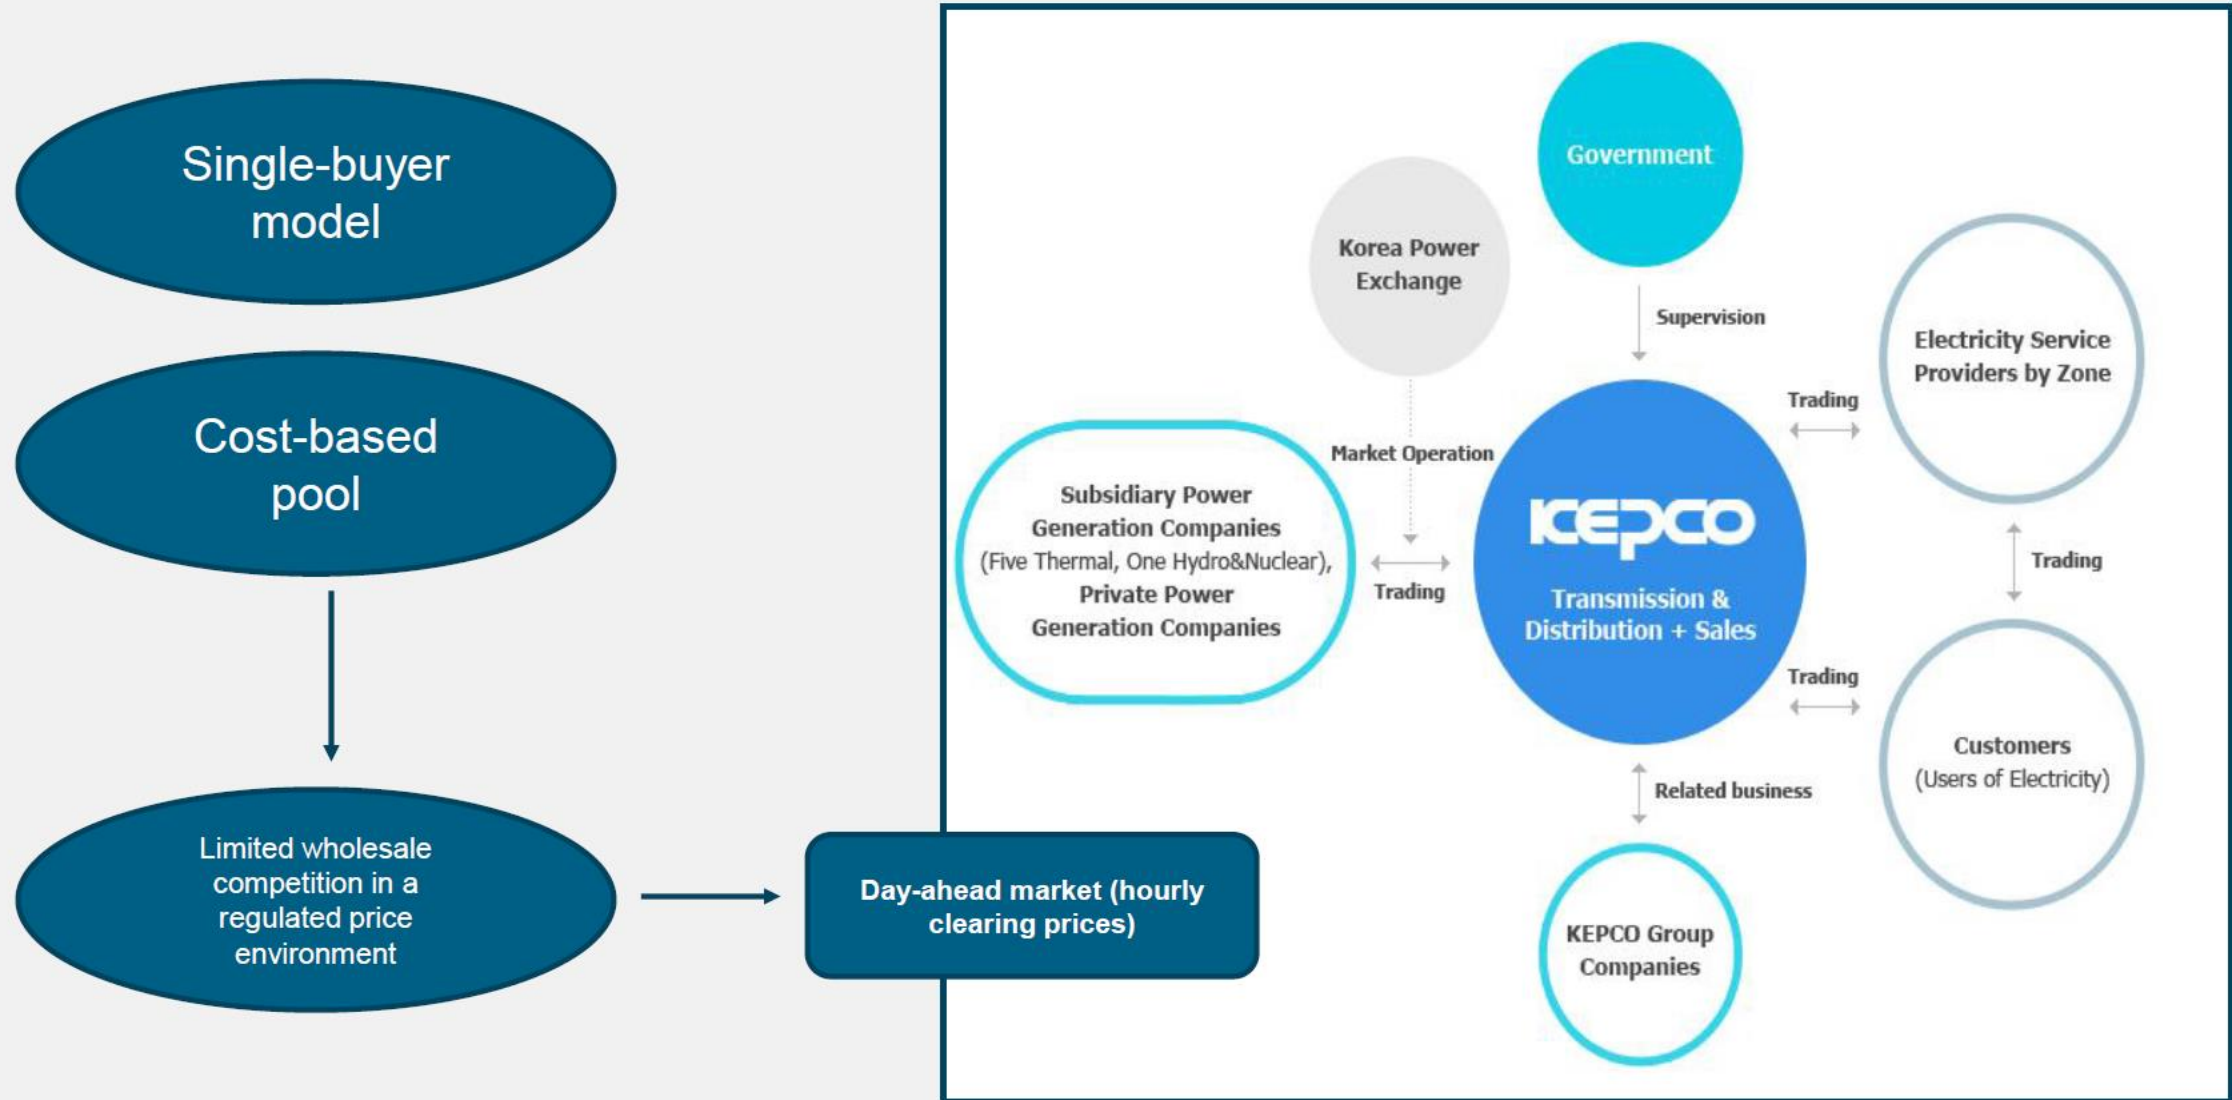 Single-buyer
model
Cost-based
pool
Limited wholesale
competition in a
regulated price
environment
Day-ahead market (hourly
clearing prices)
Government
Korea Power
Exchange
Supervision
Electricity Service
Providers by Zone
Trading
Market Operation
Subsidiary Power
Generation Companies
(Five Thermal, One Hydro&Nuclear),
Private Power
Generation Companies
Trading
KEPCO
Transmission &
Distribution + Sales
Trading
Trading
Customers
(Users of Electricity)
Related business
KEPCO Group
Companies